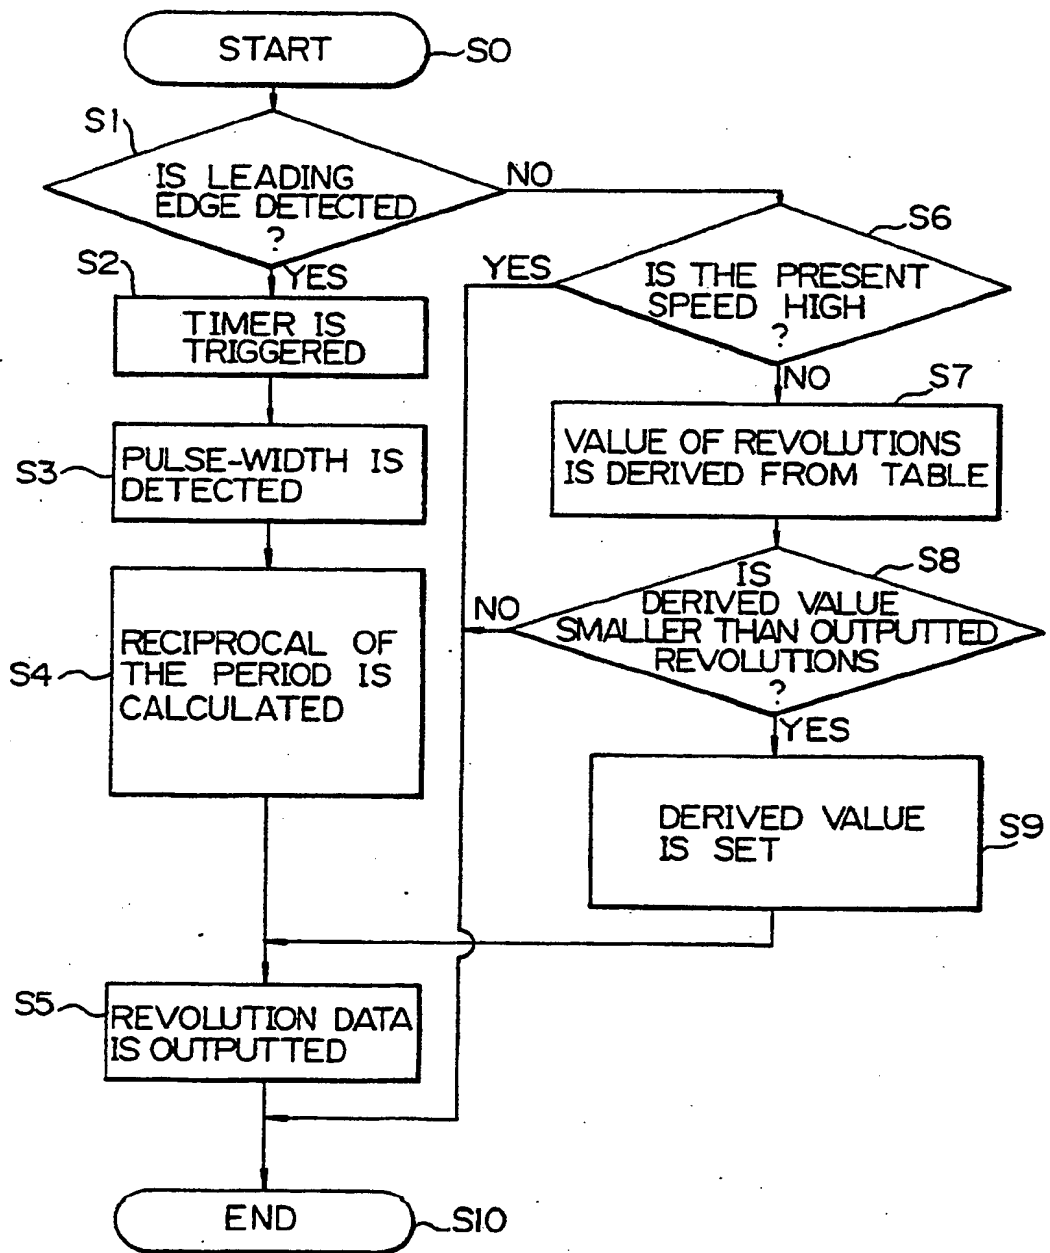 START
S0
S1
IS LEADING
EDGE DETECTED
?
NO
YES
S2
TIMER IS
TRIGGERED
S3
PULSE-WIDTH IS
DETECTED
S4
RECIPROCAL OF
THE PERIOD IS
CALCULATED
S5
REVOLUTION DATA
IS OUTPUTTED
END
S10
S6
YES
IS THE PRESENT
SPEED HIGH
?
NO
S7
VALUE OF REVOLUTIONS
IS DERIVED FROM TABLE
S8
NO
IS
DERIVED VALUE
SMALLER THAN OUTPUTTED
REVOLUTIONS
?
YES
DERIVED VALUE
IS SET
S9